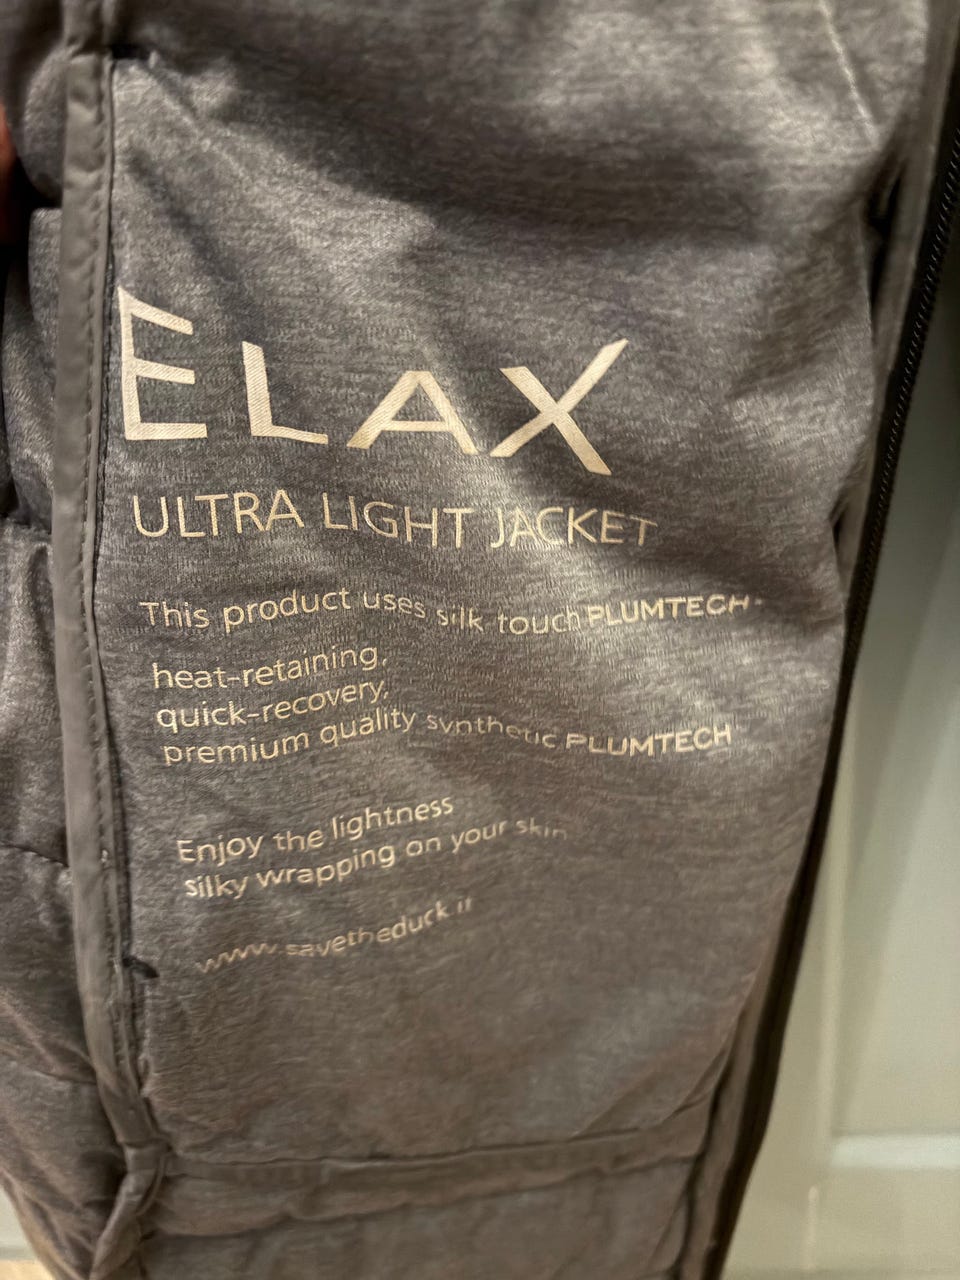 ELAX
ULTRA LIGHT JACKET
This product uses silk touch PLUMTECH®
heat-retaining,
quick-recovery,
premium quality synthetic PLUMTECH
Enjoy the lightness
silky wrapping on your skin
www.savetheduck.it